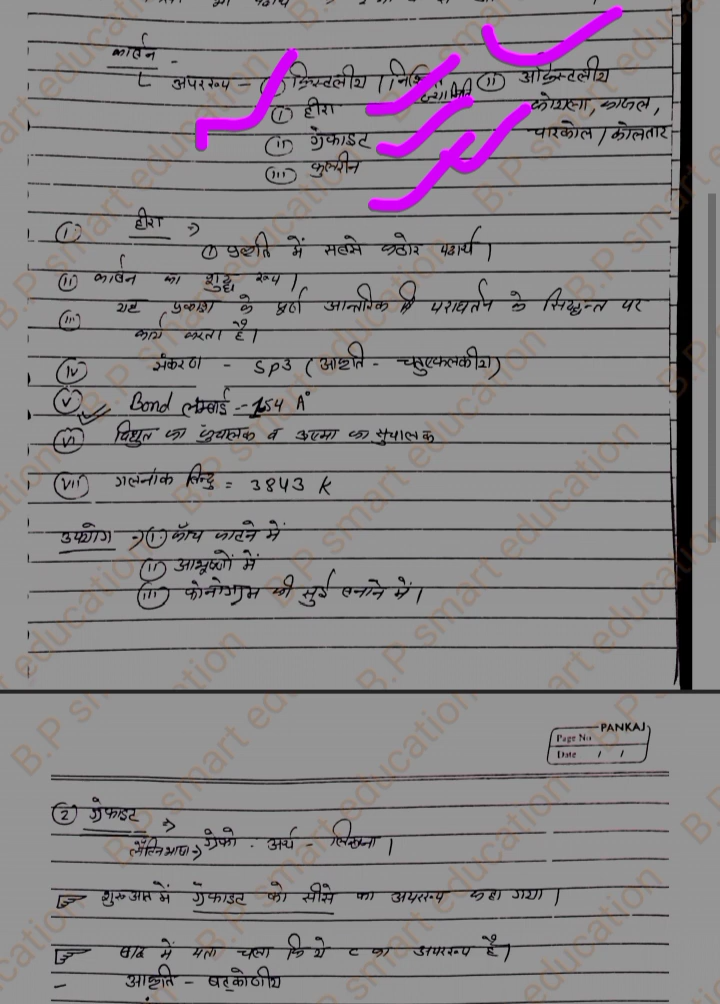 कार्बन -
अपररूप - (i) क्रिस्टलीय / निश्चित (ii) अक्रिस्टलीय
(i) हीरा कोयला, काजल,
(ii) ग्रेफाइट चारकोल / कोलतार
(iii) फुलरीन
(i) हीरा ⇒
① प्रकृति में सबसे कठोर पदार्थ।
(ii) कार्बन का शुद्ध रूप।
(iii) यह प्रकाश के पूर्ण आन्तरिक परावर्तन के सिद्धान्त पर
कार्य करता है।
(iv) संकरण - SP3 (आकृति - चतुष्फलकीय)
(v) Bond लम्बाई - 1.54 A°
(vi) विधुत का कुचालक व ऊष्मा का सुचालक
(vii) गलनांक बिन्दु = 3843 K
उपयोग → (i) काँच काटने में
(ii) आभूषणों में
(iii) फोनोग्राम की सुई बनाने में।
PANKAJ
Page No.
Date / /
② ग्रेफाइट ⇒
लैटिन भाषा → ग्रेफो : अर्थ - लिखना।
शुरुआत में ग्रेफाइट को सीसे का अपररूप कहा गया।
बाद में पता चला कि ये C का अपररूप है।
- आकृति - षट्कोणीय
B.P smart education